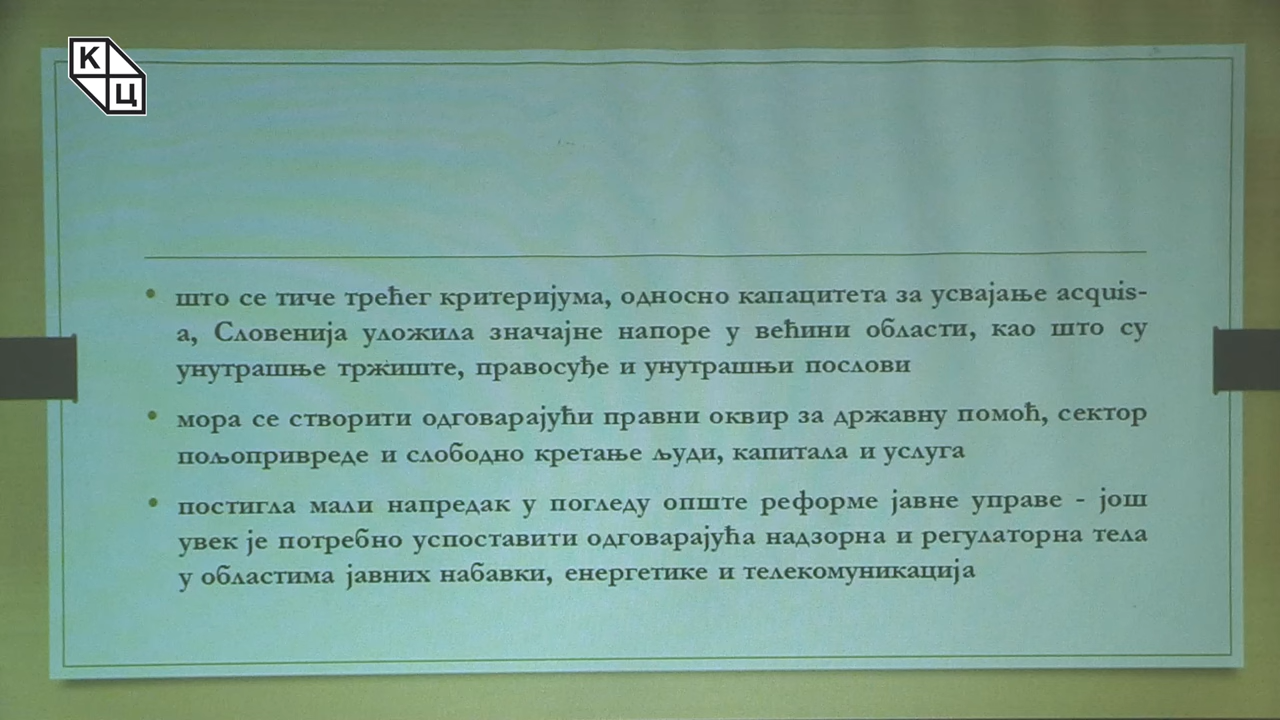 К
Ц
што се тиче трећег критеријума, односно капацитета за усвајање acquis-
а, Словенија уложила значајне напоре у већини области, као што су
унутрашње тржиште, правосуђе и унутрашњи послови
мора се створити одговарајући правни оквир за државну помоћ, сектор
пољопривреде и слободно кретање људи, капитала и услуга
постигла мали напредак у погледу опште реформе јавне управе - још
увек је потребно успоставити одговарајућа надзорна и регулаторна тела
у областима јавних набавки, енергетике и телекомуникација